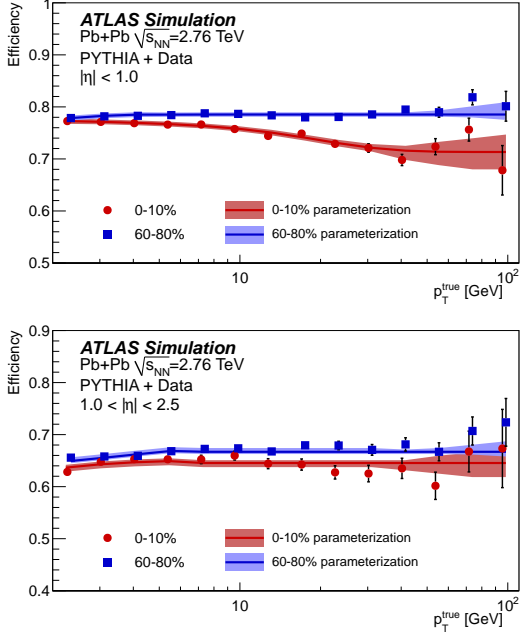 Efficiency
1
0.9
0.8
0.7
0.6
0.5
ATLAS Simulation
Pb+Pb √s_NN=2.76 TeV
PYTHIA + Data
|η| < 1.0
0-10%
0-10% parameterization
60-80%
60-80% parameterization
10
10²
p_T^true [GeV]
Efficiency
0.9
0.8
0.7
0.6
0.5
0.4
ATLAS Simulation
Pb+Pb √s_NN=2.76 TeV
PYTHIA + Data
1.0 < |η| < 2.5
0-10%
0-10% parameterization
60-80%
60-80% parameterization
10
10²
p_T^true [GeV]